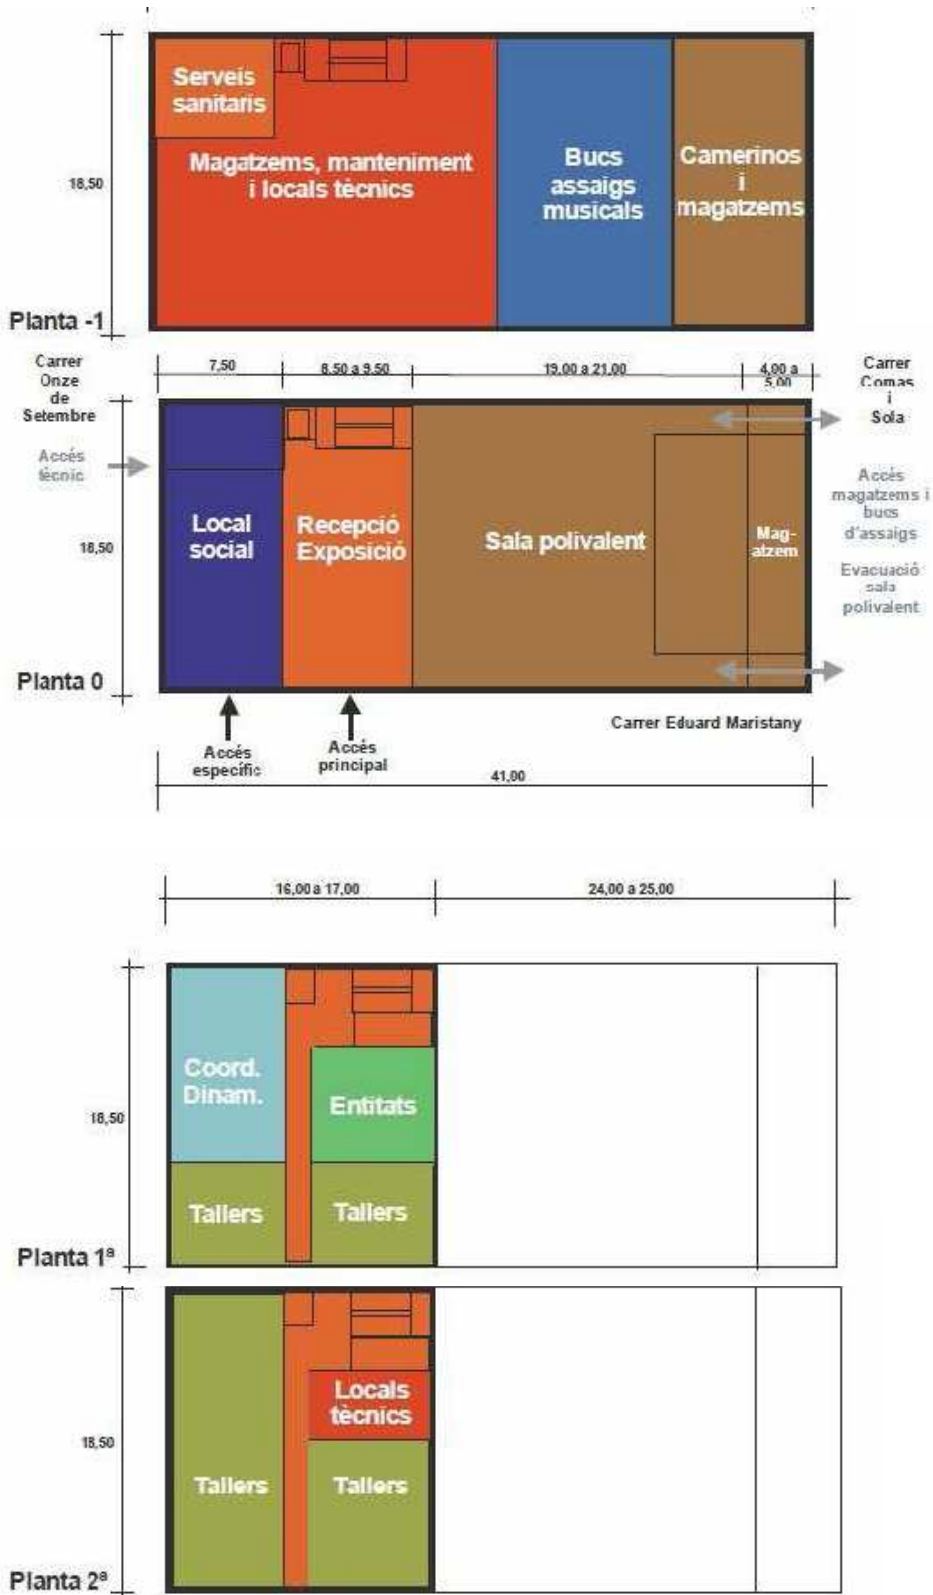 Serveis
sanitaris
Magatzems, manteniment
i locals tècnics
Bucs
assaigs
musicals
Camerinos
i
magatzems
18,50
Planta -1
Carrer
Onze
de
Setembre
7,50
8,50 a 9,50
19,00 a 21,00
4,00 a
5,00
Carrer
Comas
i
Sola
Accés
tècnic
Local
social
Recepció
Exposició
Sala polivalent
Mag-
atzem
18,50
Accés
magatzems i
bucs
d'assaigs
Evacuació
sala
polivalent
Planta 0
Accés
específic
Accés
principal
Carrer Eduard Maristany
41,00
16,00 a 17,00
24,00 a 25,00
Coord.
Dinam.
Entitats
18,50
Tallers
Tallers
Planta 1ª
Locals
tècnics
18,50
Tallers
Tallers
Planta 2ª